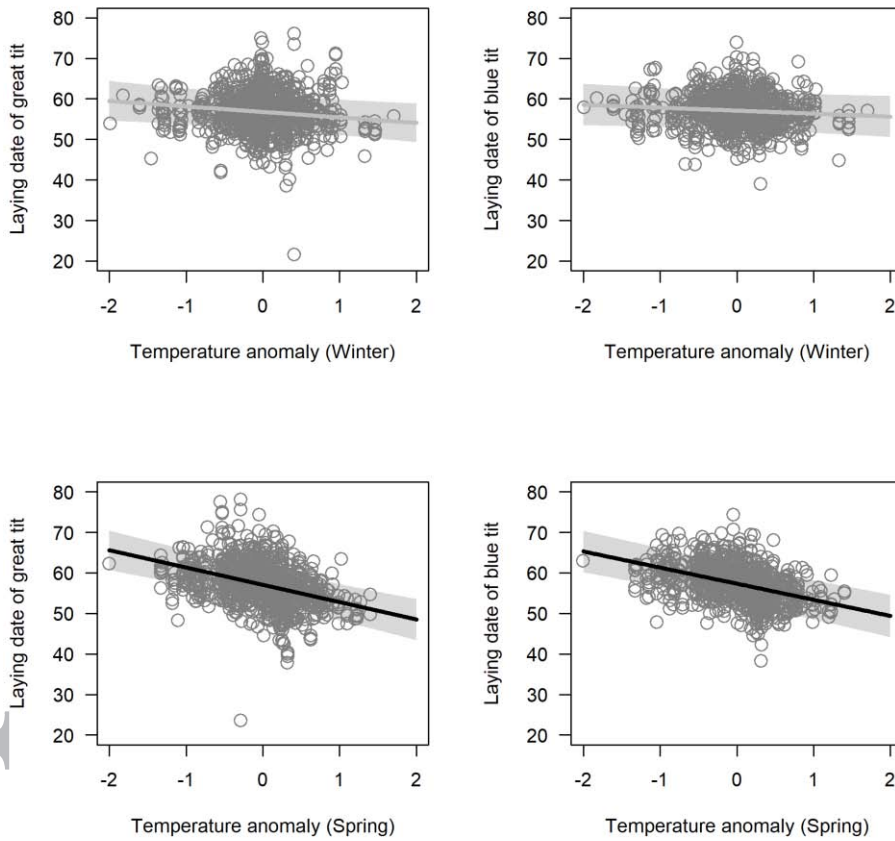 80
70
60
50
40
30
20
Laying date of great tit
-2 -1 0 1 2
Temperature anomaly (Winter)
80
70
60
50
40
30
20
Laying date of blue tit
-2 -1 0 1 2
Temperature anomaly (Winter)
80
70
60
50
40
30
20
Laying date of great tit
-2 -1 0 1 2
Temperature anomaly (Spring)
80
70
60
50
40
30
20
Laying date of blue tit
-2 -1 0 1 2
Temperature anomaly (Spring)